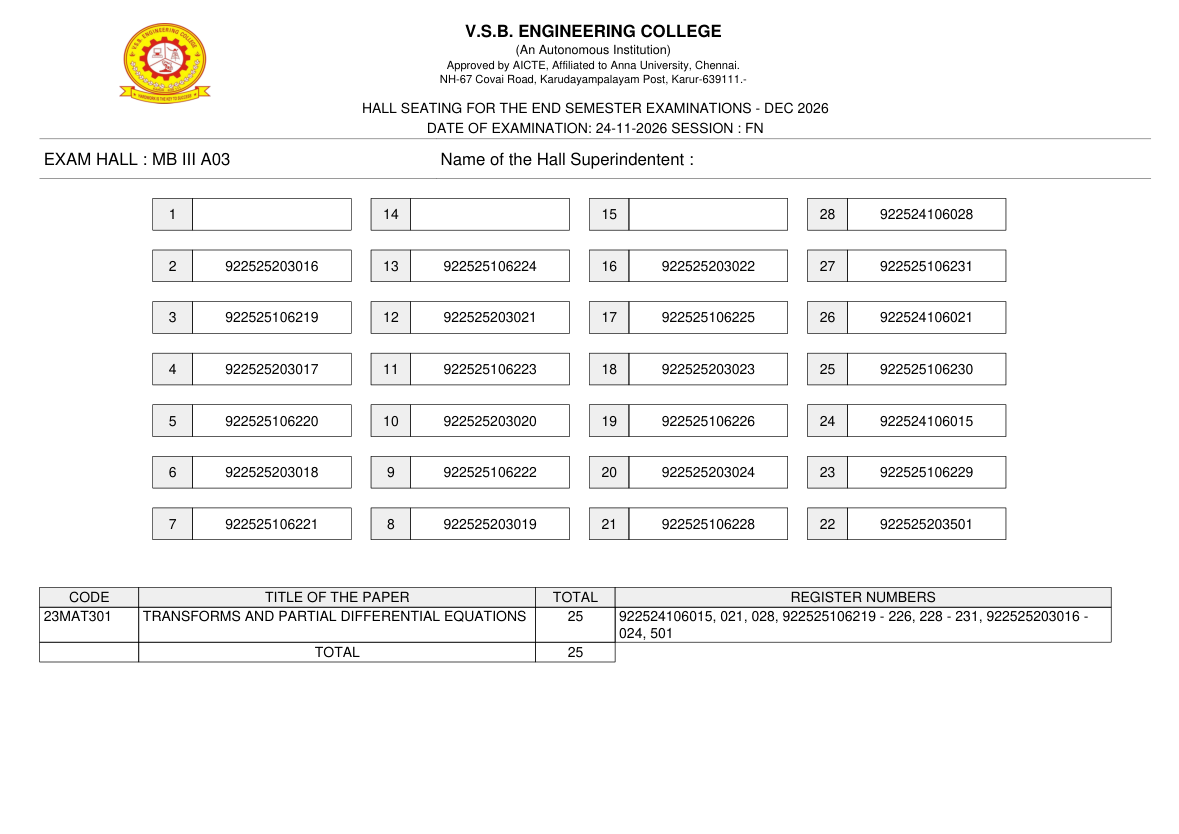 V.S.B. ENGINEERING COLLEGE
(An Autonomous Institution)
Approved by AICTE, Affiliated to Anna University, Chennai.
NH-67 Covai Road, Karudayampalayam Post, Karur-639111.-
HALL SEATING FOR THE END SEMESTER EXAMINATIONS - DEC 2026
DATE OF EXAMINATION: 24-11-2026 SESSION : FN
EXAM HALL : MB III A03 Name of the Hall Superintendent :
1 14 15 28 922524106028
2 922525203016 13 922525106224 16 922525203022 27 922525106231
3 922525106219 12 922525203021 17 922525106225 26 922524106021
4 922525203017 11 922525106223 18 922525203023 25 922525106230
5 922525106220 10 922525203020 19 922525106226 24 922524106015
6 922525203018 9 922525106222 20 922525203024 23 922525106229
7 922525106221 8 922525203019 21 922525106228 22 922525203501
CODE TITLE OF THE PAPER TOTAL REGISTER NUMBERS
23MAT301 TRANSFORMS AND PARTIAL DIFFERENTIAL EQUATIONS 25 922524106015, 021, 028, 922525106219 - 226, 228 - 231, 922525203016 -
024, 501
TOTAL 25